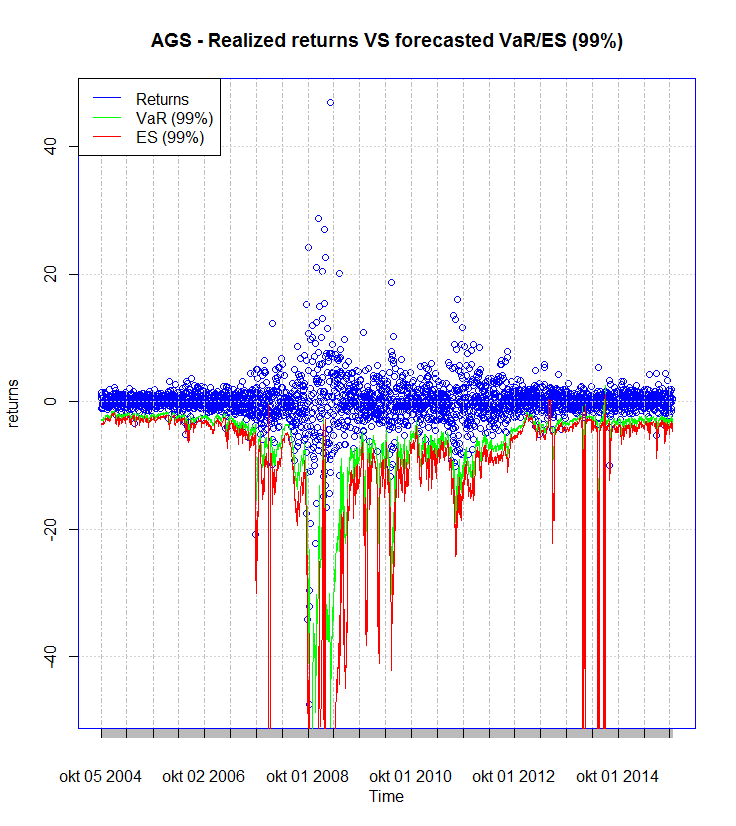 AGS - Realized returns VS forecasted VaR/ES (99%)
Returns
VaR (99%)
ES (99%)
returns
40
20
0
-20
-40
okt 05 2004 okt 02 2006 okt 01 2008 okt 01 2010 okt 01 2012 okt 01 2014
Time